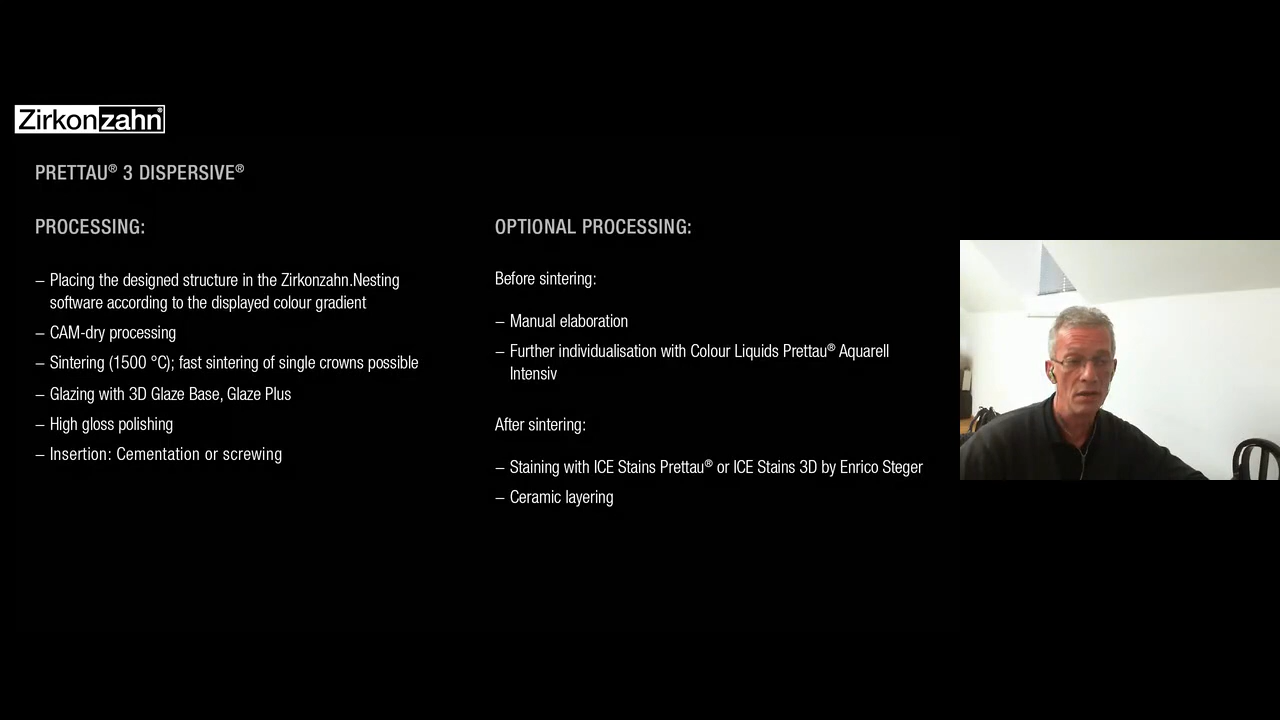 Zirkonzahn®
PRETTAU® 3 DISPERSIVE®
PROCESSING:
– Placing the designed structure in the Zirkonzahn.Nesting
software according to the displayed colour gradient
– CAM-dry processing
– Sintering (1500 °C); fast sintering of single crowns possible
– Glazing with 3D Glaze Base, Glaze Plus
– High gloss polishing
– Insertion: Cementation or screwing
OPTIONAL PROCESSING:
Before sintering:
– Manual elaboration
– Further individualisation with Colour Liquids Prettau® Aquarell
Intensiv
After sintering:
– Staining with ICE Stains Prettau® or ICE Stains 3D by Enrico Steger
– Ceramic layering